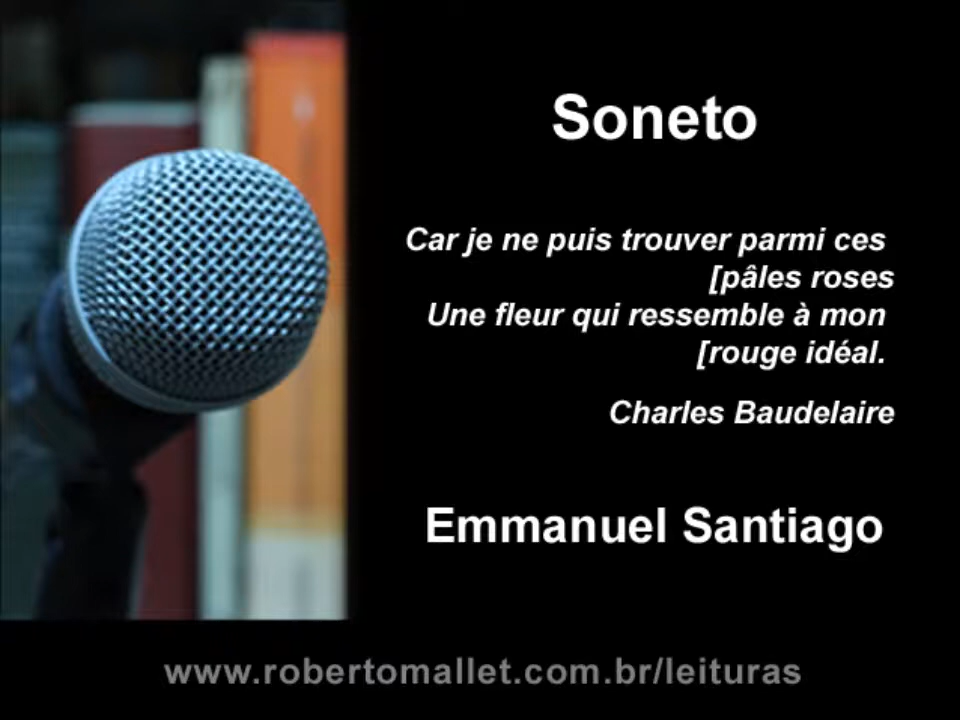 Soneto
Car je ne puis trouver parmi ces
[pâles roses
Une fleur qui ressemble à mon
[rouge idéal.
Charles Baudelaire
Emmanuel Santiago
www.robertomallet.com.br/leituras